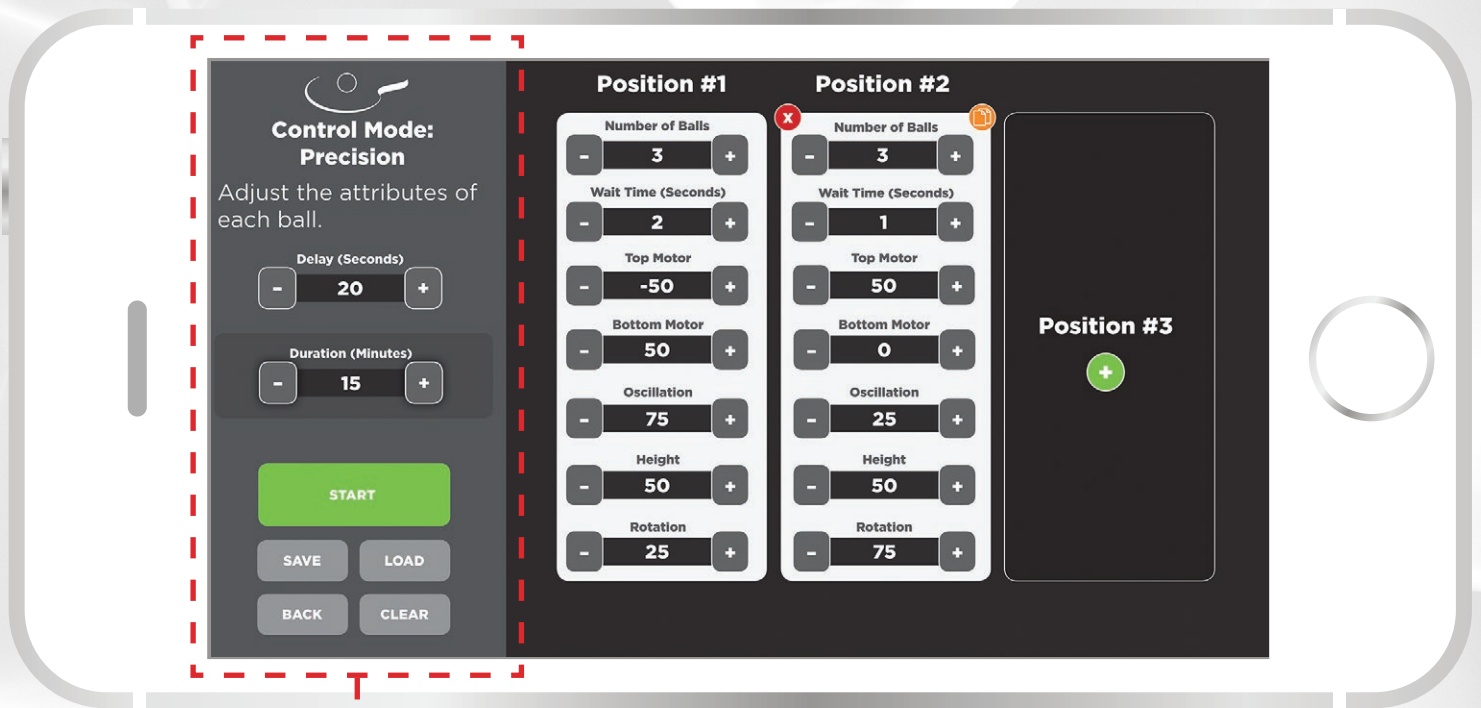 Control Mode:
Precision
Adjust the attributes of
each ball.
Delay (Seconds)
- 20 +
Duration (Minutes)
- 15 +
START
SAVE LOAD
BACK CLEAR
Position #1
Number of Balls
- 3 +
Wait Time (Seconds)
- 2 +
Top Motor
- -50 +
Bottom Motor
- 50 +
Oscillation
- 75 +
Height
- 50 +
Rotation
- 25 +
Position #2
X
Number of Balls
- 3 +
Wait Time (Seconds)
- 1 +
Top Motor
- 50 +
Bottom Motor
- 0 +
Oscillation
- 25 +
Height
- 50 +
Rotation
- 75 +
Position #3
+